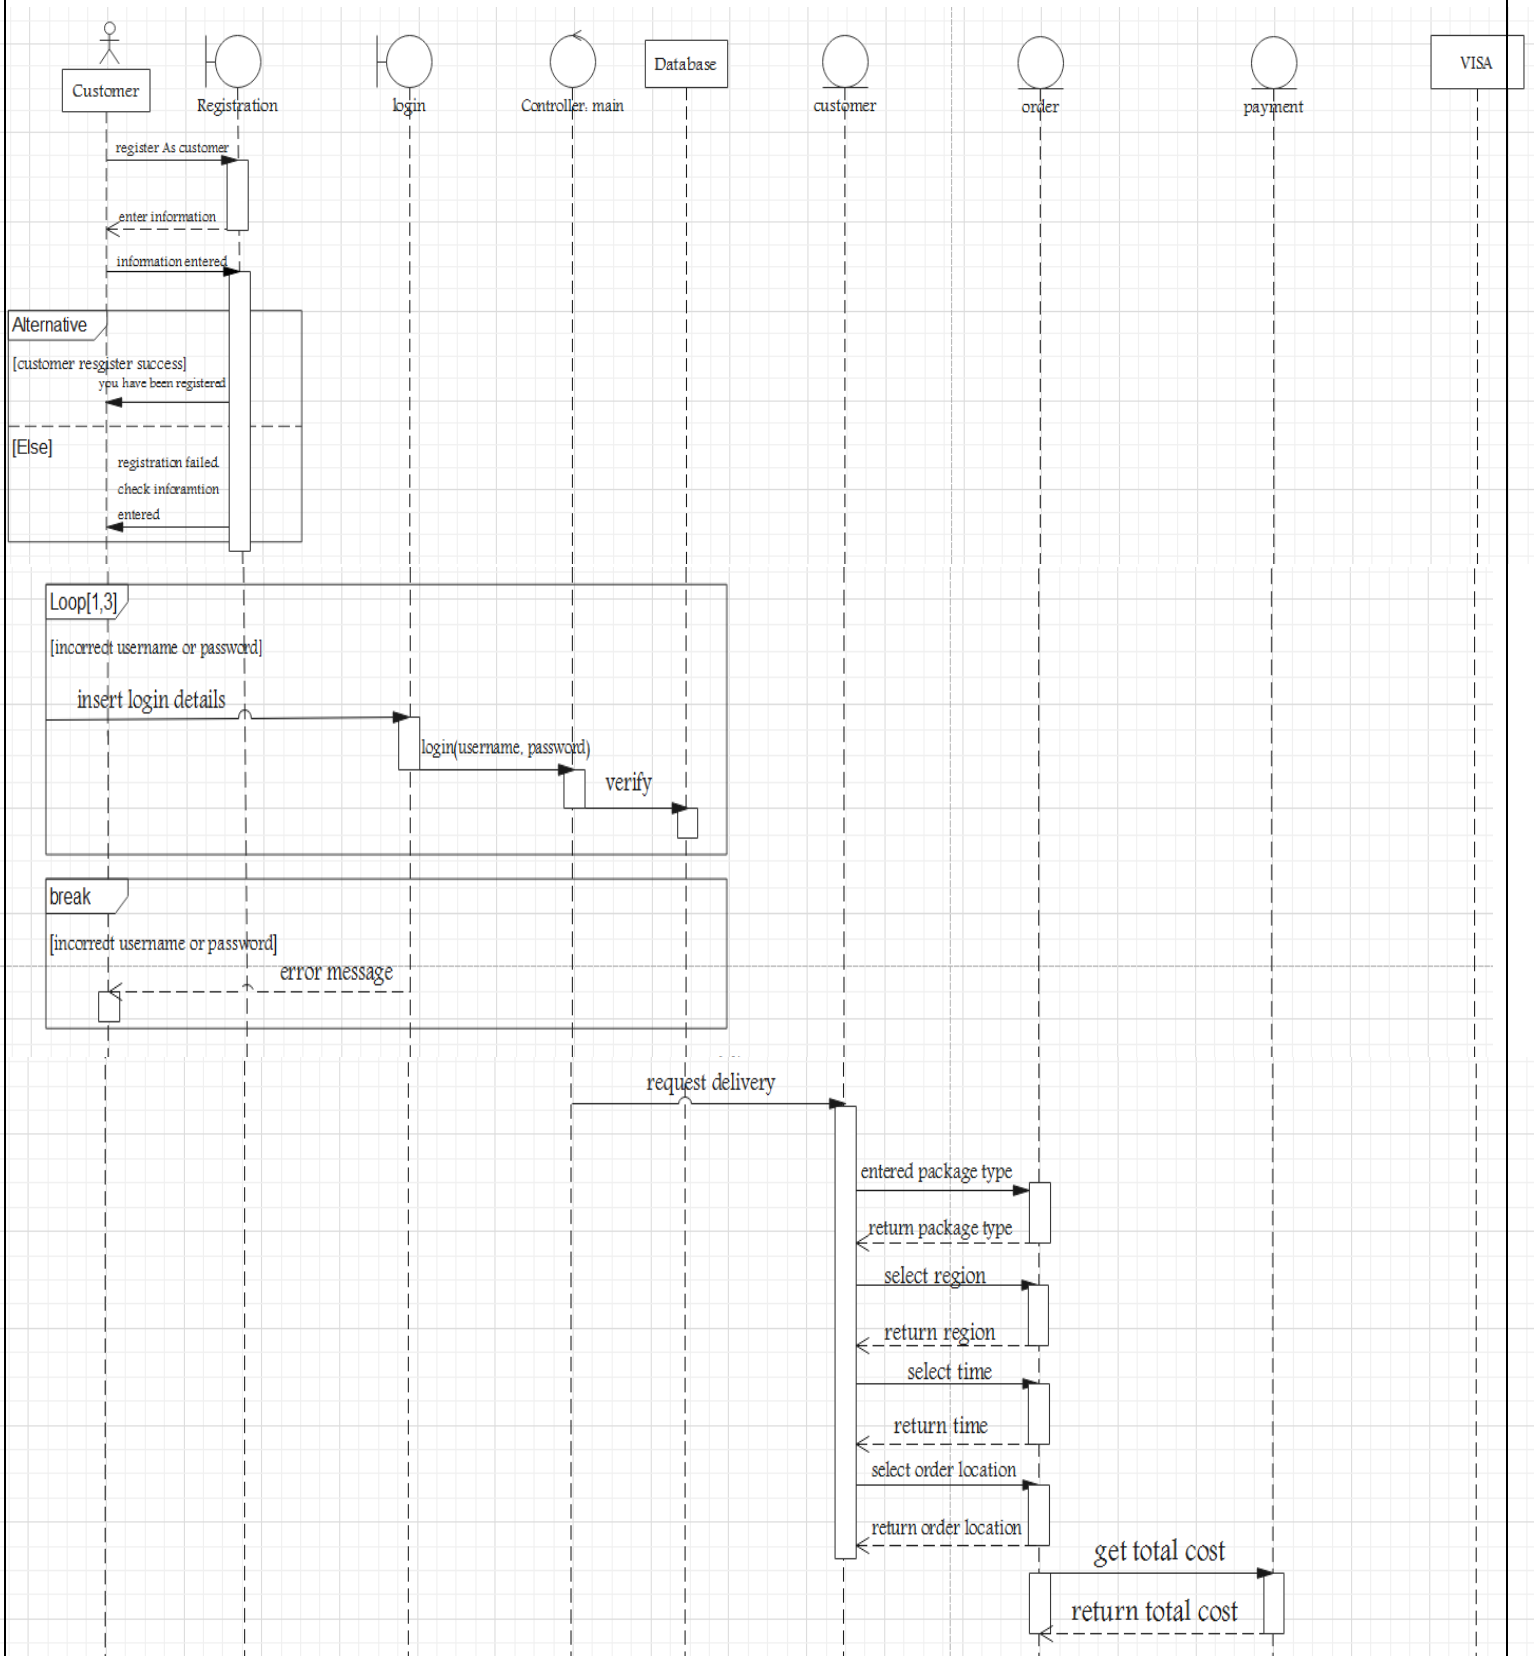 Customer
Registration
login
Controller: main
Database
customer
order
payment
VISA
register As customer
enter information
information entered
Alternative
[customer resgister success]
you have been registered
[Else]
registration failed.
check inforamtion
entered
Loop[1,3]
[incorrect username or password]
insert login details
login(username, password)
verify
break
[incorrect username or password]
error message
request delivery
entered package type
return package type
select region
return region
select time
return time
select order location
return order location
get total cost
return total cost